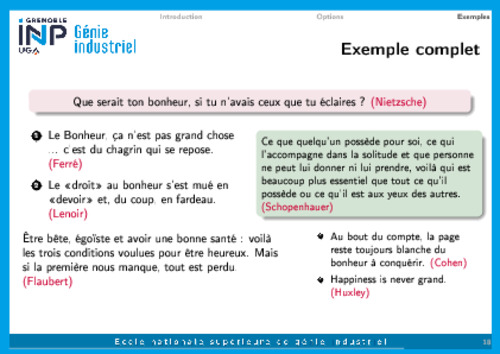 Introduction Options Exemples
GRENOBLE
INP
UGA
Génie
industriel
Exemple complet
Que serait ton bonheur, si tu n'avais ceux que tu éclaires ? (Nietzsche)
1 Le Bonheur, ça n'est pas grand chose
... c'est du chagrin qui se repose.
(Ferré)
2 Le «droit» au bonheur s'est mué en
«devoir» et, du coup, en fardeau.
(Lenoir)
Être bête, égoïste et avoir une bonne santé : voilà
les trois conditions voulues pour être heureux. Mais
si la première nous manque, tout est perdu.
(Flaubert)
Ce que quelqu'un possède pour soi, ce qui
l'accompagne dans la solitude et que personne
ne peut lui donner ni lui prendre, voilà qui est
beaucoup plus essentiel que tout ce qu'il
possède ou ce qu'il est aux yeux des autres.
(Schopenhauer)
Au bout du compte, la page
reste toujours blanche du
bonheur à conquérir. (Cohen)
Happiness is never grand.
(Huxley)
École nationale supérieure de génie industriel